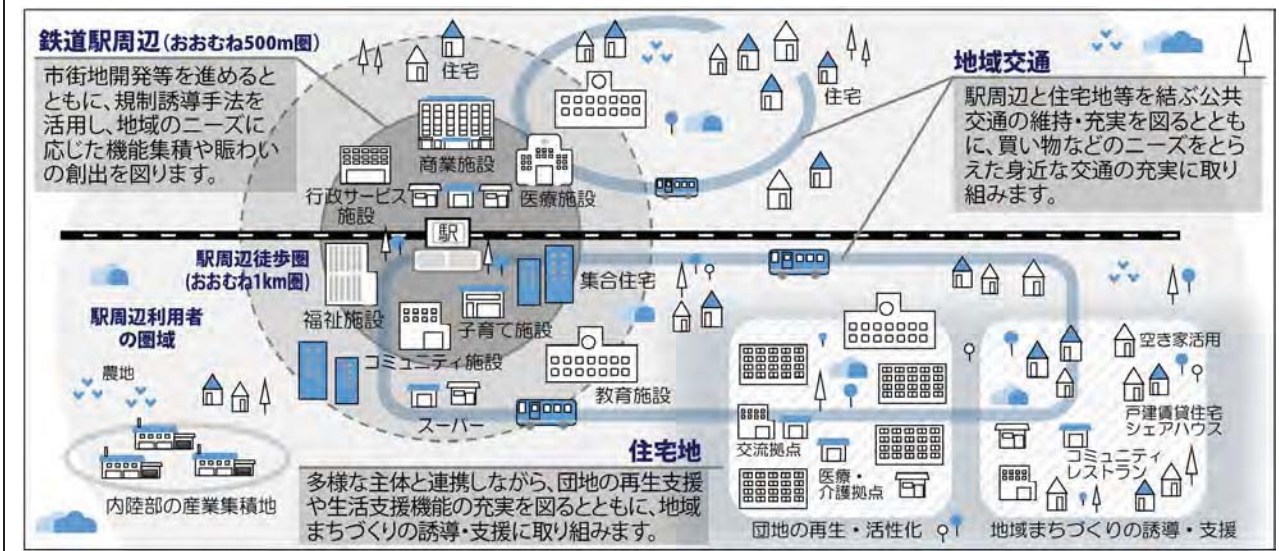 鉄道駅周辺(おおむね500m圏)
市街地開発等を進めると
ともに、規制誘導手法を
活用し、地域のニーズに
応じた機能集積や賑わい
の創出を図ります。
住宅
商業施設
行政サービス
施設
医療施設
駅
住宅
地域交通
駅周辺と住宅地等を結ぶ公共
交通の維持・充実を図るととも
に、買い物などのニーズをとら
えた身近な交通の充実に取り
組みます。
駅周辺徒歩圏
(おおむね1km圏)
駅周辺利用者
の圏域
福祉施設
コミュニティ施設
子育て施設
集合住宅
教育施設
スーパー
農地
内陸部の産業集積地
住宅地
多様な主体と連携しながら、団地の再生支援
や生活支援機能の充実を図るとともに、地域
まちづくりの誘導・支援に取り組みます。
交流拠点
医療・
介護拠点
団地の再生・活性化
空き家活用
戸建賃貸住宅
シェアハウス
コミュニティ
レストラン
地域まちづくりの誘導・支援